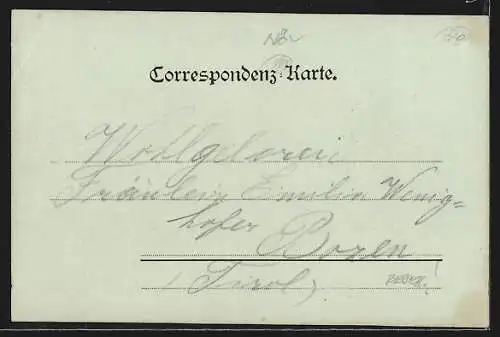 Correspondenz-Karte.
Wohlgeboren
Fräulein Emilie Wenig=
hofer Bozen
(Tirol)